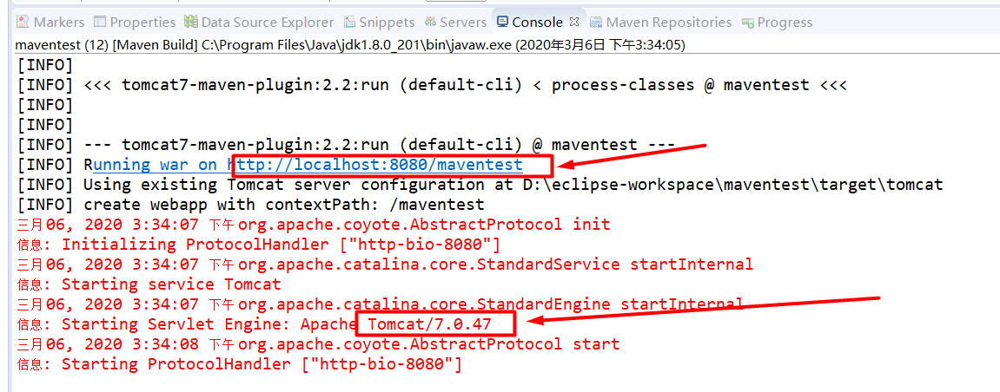 Markers Properties Data Source Explorer Snippets Servers Console Maven Repositories Progress
maventest (12) [Maven Build] C:\Program Files\Java\jdk1.8.0_201\bin\javaw.exe (2020年3月6日 下午3:34:05)
[INFO]
[INFO] <<< tomcat7-maven-plugin:2.2:run (default-cli) < process-classes @ maventest <<<
[INFO]
[INFO]
[INFO] --- tomcat7-maven-plugin:2.2:run (default-cli) @ maventest ---
[INFO] Running war on http://localhost:8080/maventest
[INFO] Using existing Tomcat server configuration at D:\eclipse-workspace\maventest\target\tomcat
[INFO] create webapp with contextPath: /maventest
三月 06, 2020 3:34:07 下午 org.apache.coyote.AbstractProtocol init
信息: Initializing ProtocolHandler ["http-bio-8080"]
三月 06, 2020 3:34:07 下午 org.apache.catalina.core.StandardService startInternal
信息: Starting service Tomcat
三月 06, 2020 3:34:07 下午 org.apache.catalina.core.StandardEngine startInternal
信息: Starting Servlet Engine: Apache Tomcat/7.0.47
三月 06, 2020 3:34:08 下午 org.apache.coyote.AbstractProtocol start
信息: Starting ProtocolHandler ["http-bio-8080"]